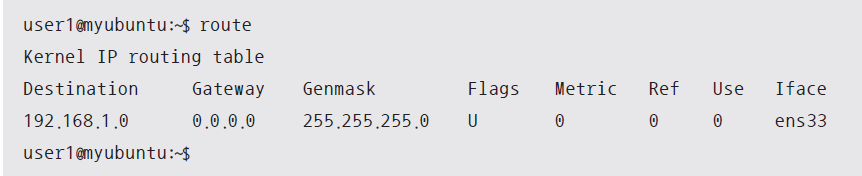 user1@myubuntu:~$ route
Kernel IP routing table
Destination Gateway Genmask Flags Metric Ref Use Iface
192.168.1.0 0.0.0.0 255.255.255.0 U 0 0 0 ens33
user1@myubuntu:~$